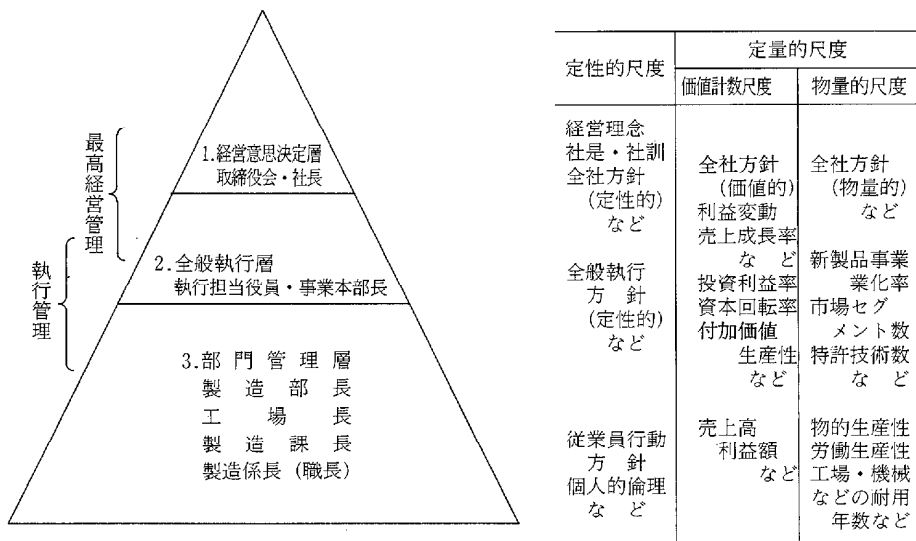 最高経営管理
執行管理
1.経営意思決定層
取締役会・社長
2.全般執行層
執行担当役員・事業本部長
3.部門管理層
製造部長
工場長
製造課長
製造係長(職長)
定性的尺度
定量的尺度
価値計数尺度
物量的尺度
経営理念
社是・社訓
全社方針
(定性的)
など
全般執行
方針
(定性的)
など
従業員行動
方針
個人的倫理
など
全社方針
(価値的)
利益変動
売上成長率
など
投資利益率
資本回転率
付加価値
生産性
など
売上高
利益額
など
全社方針
(物量的)
など
新製品事業
業化率
市場セグ
メント数
特許技術数
など
物的生産性
労働生産性
工場・機械
などの耐用
年数など